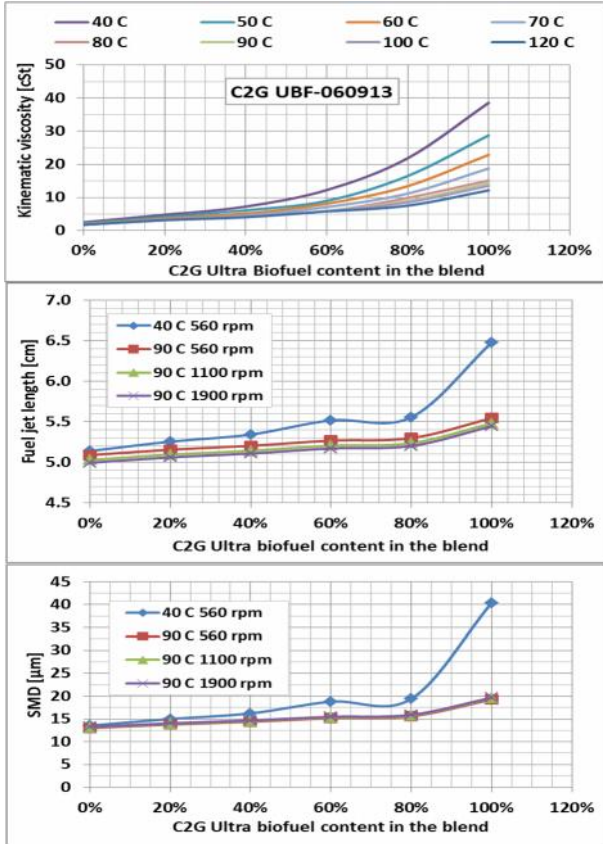 40 C 50 C 60 C 70 C
80 C 90 C 100 C 120 C
Kinematic viscosity [cSt]
C2G UBF-060913
50
40
30
20
10
0
0% 20% 40% 60% 80% 100% 120%
C2G Ultra Biofuel content in the blend
Fuel jet length [cm]
7.0
6.5
6.0
5.5
5.0
4.5
40 C 560 rpm
90 C 560 rpm
90 C 1100 rpm
90 C 1900 rpm
0% 20% 40% 60% 80% 100% 120%
C2G Ultra biofuel content in the blend
SMD [µm]
45
40
35
30
25
20
15
10
5
0
40 C 560 rpm
90 C 560 rpm
90 C 1100 rpm
90 C 1900 rpm
0% 20% 40% 60% 80% 100% 120%
C2G Ultra biofuel content in the blend